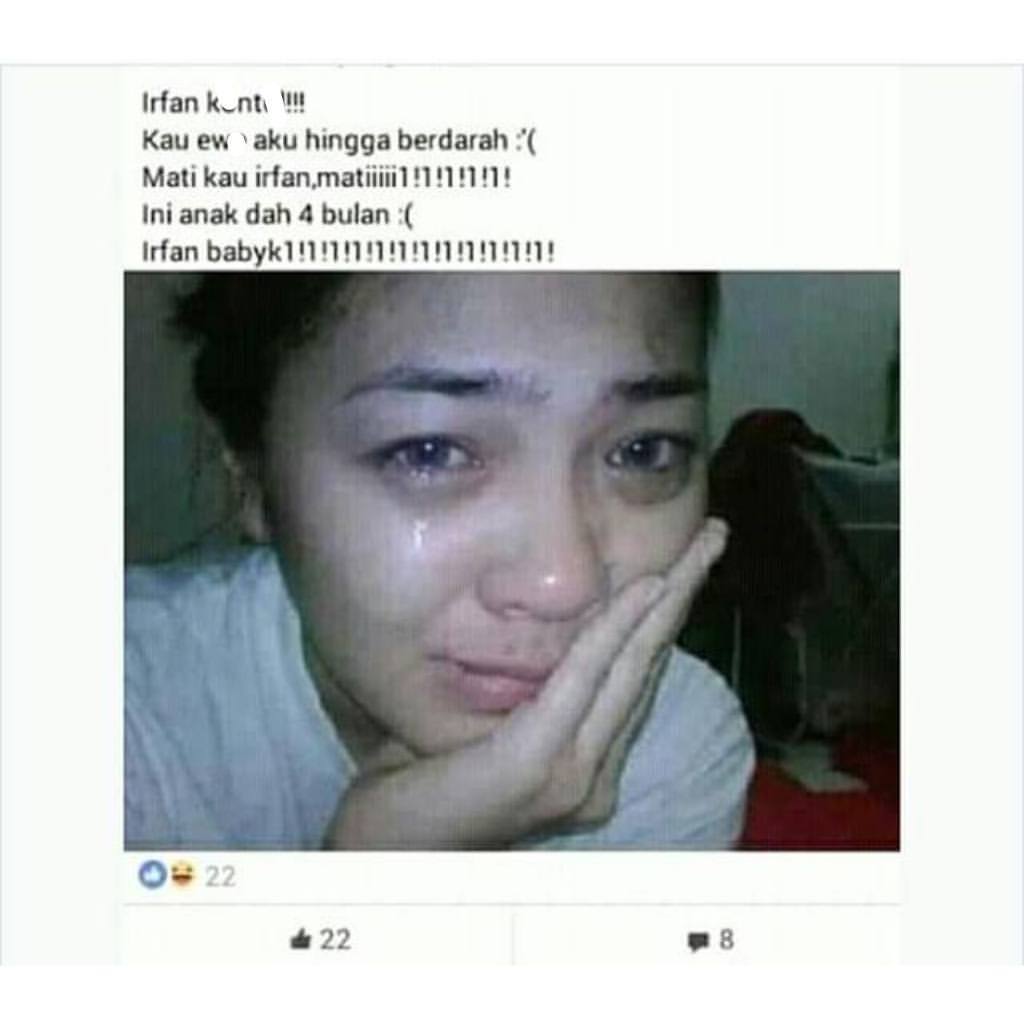 Irfan
Kau aku hingga berdarah :'(
Mati kau irfan,matiiiii1!1!1!1!1!
Ini anak dah 4 bulan :(
Irfan babyk1!1!1!1!1!1!1!1!1!1!1!1!
22
22
8